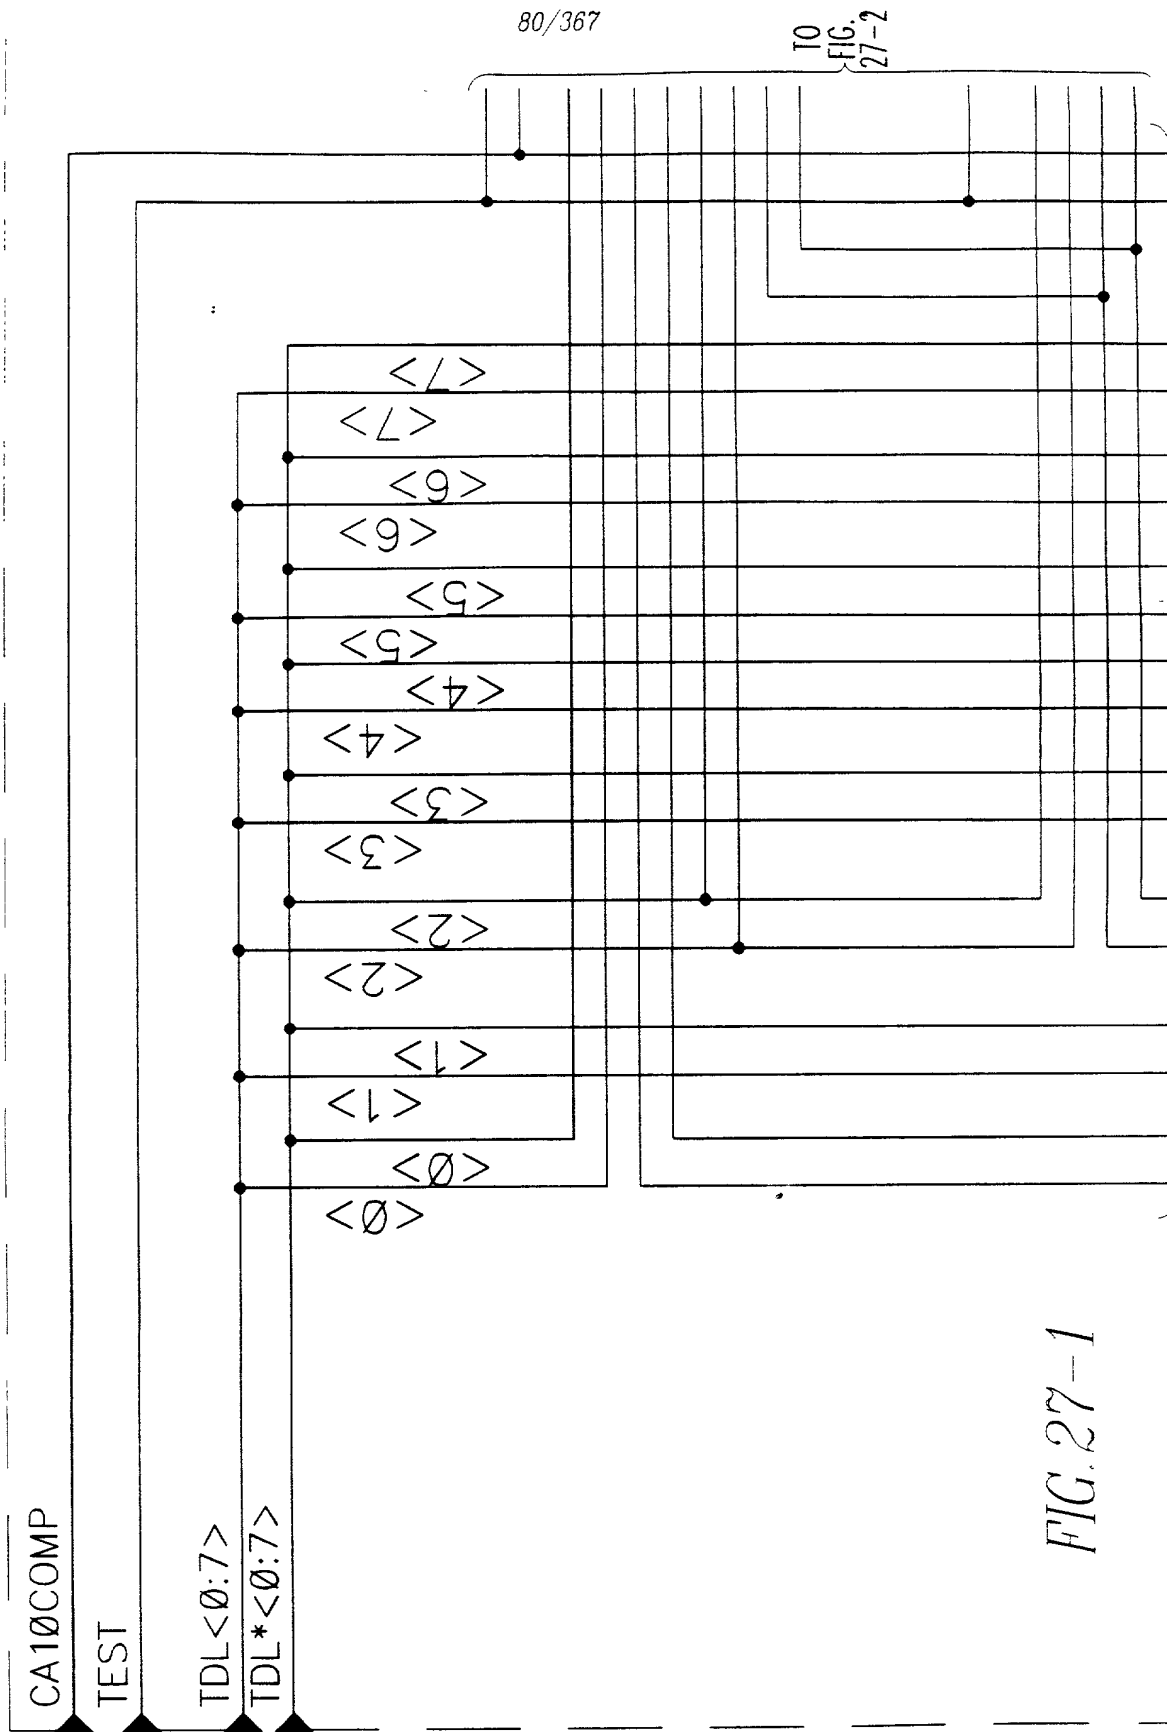 80/367
TO
FIG.
27-2
CA1ØCOMP
TEST
TDL<Ø:7>
TDL*<Ø:7>
<7>
<7>
<6>
<6>
<5>
<5>
<4>
<4>
<3>
<3>
<2>
<2>
<1>
<1>
<Ø>
<Ø>
FIG. 27-1